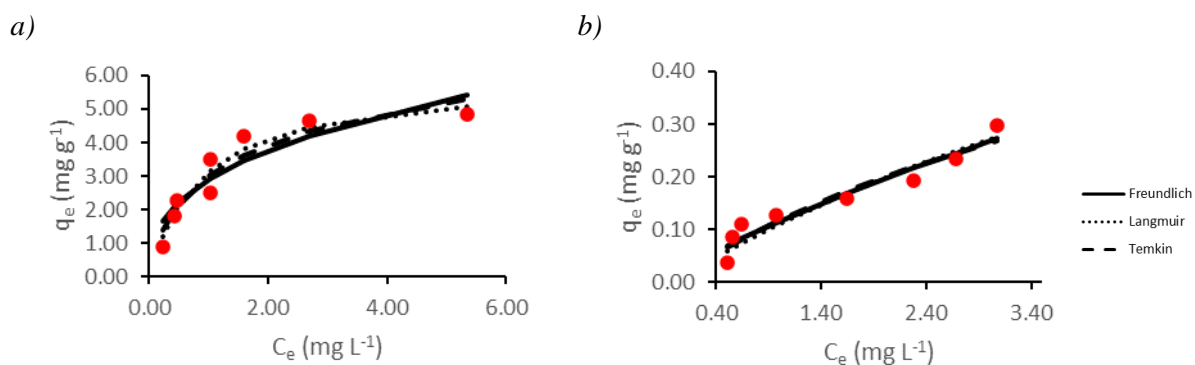 a)
b)
6.00
5.00
4.00
3.00
2.00
1.00
0.00
qe (mg g-1)
0.00 2.00 4.00 6.00
Ce (mg L-1)
0.40
0.30
0.20
0.10
0.00
qe (mg g-1)
0.40 1.40 2.40 3.40
Ce (mg L-1)
Freundlich
Langmuir
Temkin